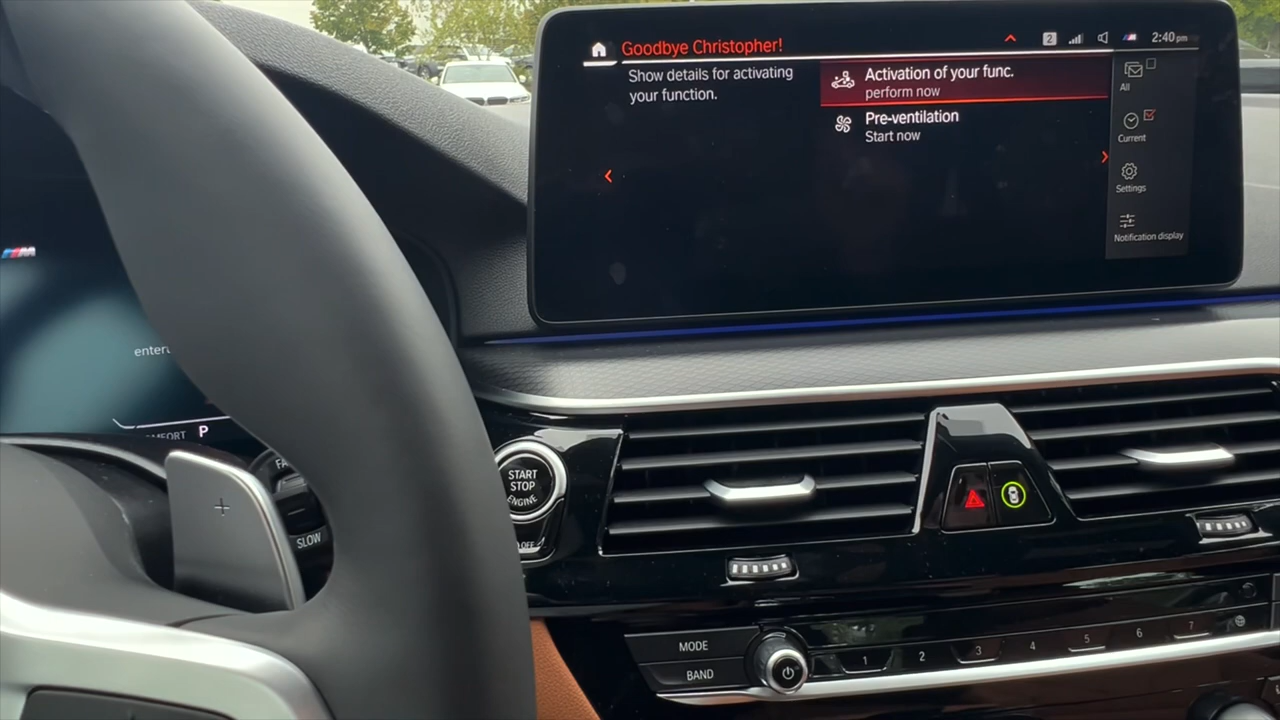 Goodbye Christopher!
2
2:40 pm
Show details for activating
your function.
Activation of your func.
perform now
Pre-ventilation
Start now
All
Current
Settings
Notification display
M
P
+
SLOW
START
STOP
ENGINE
OFF
MODE
BAND
1 2 3 4 5 6 7